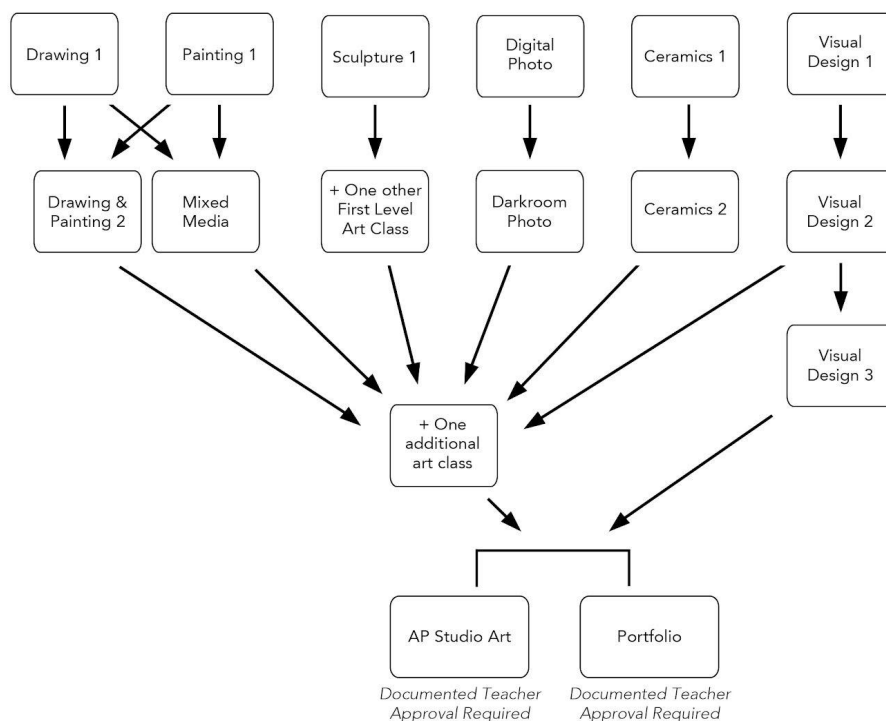 Drawing 1
Painting 1
Sculpture 1
Digital
Photo
Ceramics 1
Visual
Design 1
Drawing &
Painting 2
Mixed
Media
+ One other
First Level
Art Class
Darkroom
Photo
Ceramics 2
Visual
Design 2
Visual
Design 3
+ One
additional
art class
AP Studio Art
Portfolio
Documented Teacher
Approval Required
Documented Teacher
Approval Required